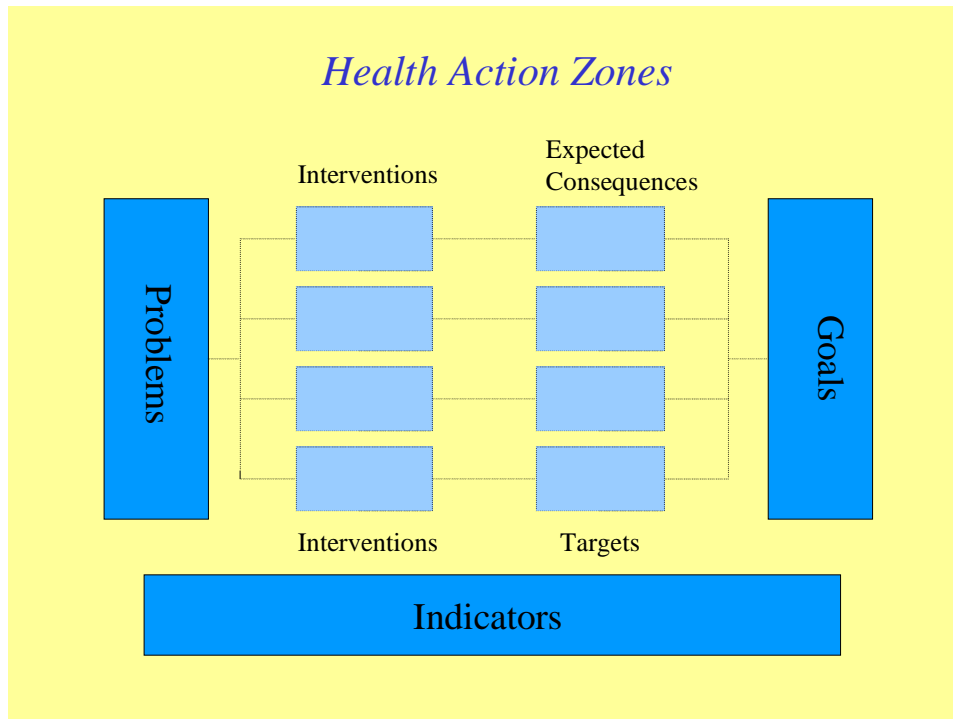 Health Action Zones
Interventions
Expected
Consequences
Problems
Goals
Interventions
Targets
Indicators